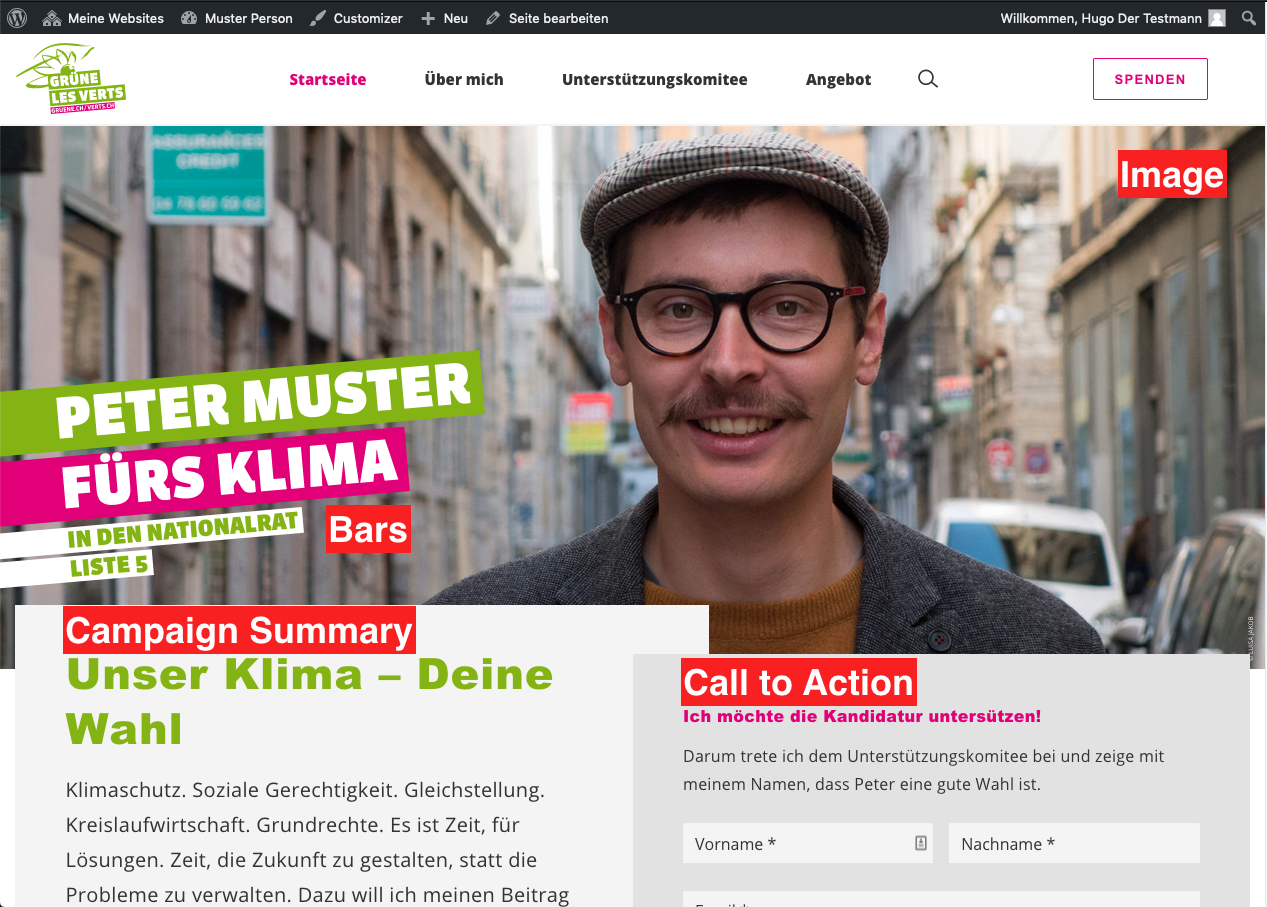 Meine Websites Muster Person Customizer Neu Seite bearbeiten Willkommen, Hugo Der Testmann
GRÜNE
LES VERTS
GRUENE.CH/VERTS.CH
Startseite Über mich Unterstützungskomitee Angebot SPENDEN
ASSURANCES
CREDIT
Image
PETER MUSTER
FÜRS KLIMA
IN DEN NATIONALRAT
LISTE 5
Bars
© LUISA JAKOB
Campaign Summary
Unser Klima – Deine
Wahl
Klimaschutz. Soziale Gerechtigkeit. Gleichstellung.
Kreislaufwirtschaft. Grundrechte. Es ist Zeit, für
Lösungen. Zeit, die Zukunft zu gestalten, statt die
Probleme zu verwalten. Dazu will ich meinen Beitrag
Call to Action
Ich möchte die Kandidatur untersützen!
Darum trete ich dem Unterstützungskomitee bei und zeige mit
meinem Namen, dass Peter eine gute Wahl ist.
Vorname * Nachname *